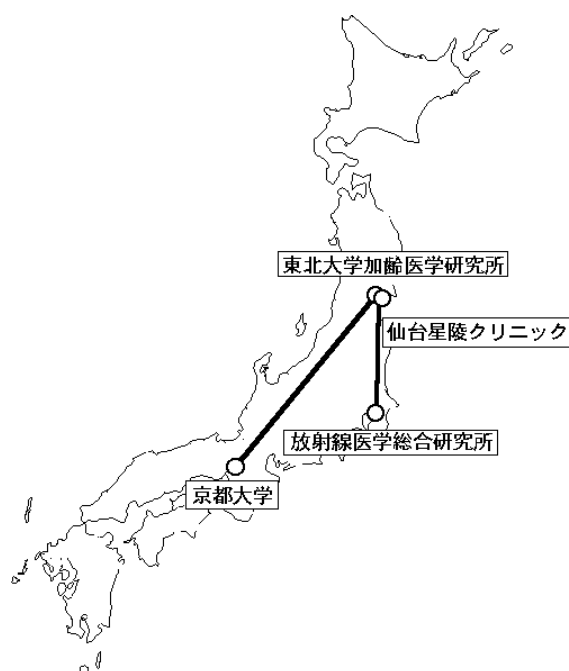 東北大学加齢医学研究所
仙台星陵クリニック
放射線医学総合研究所
京都大学